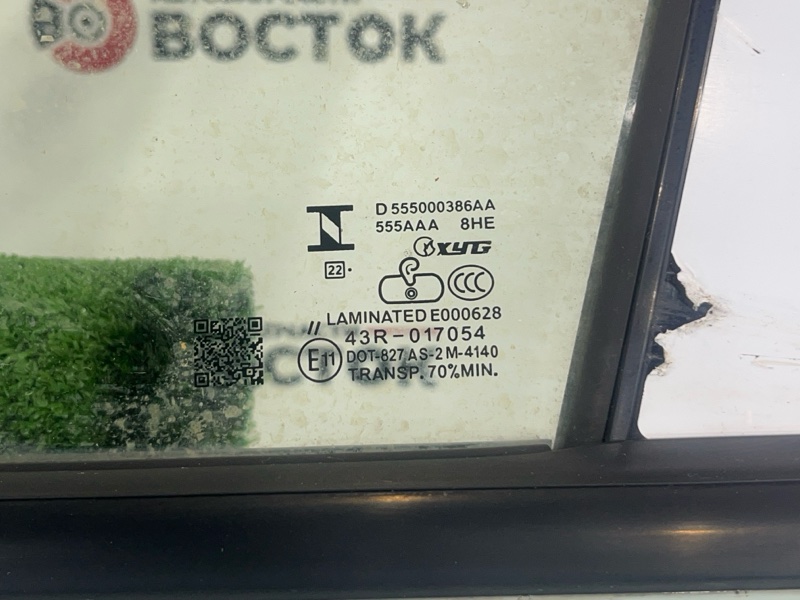 ВОСТОК
D 555000386AA
555AAA 8HE
XYG
22.
CCC
LAMINATED E000628
// 43R-017054
E11 DOT-827 AS-2 M-4140
TRANSP. 70%MIN.